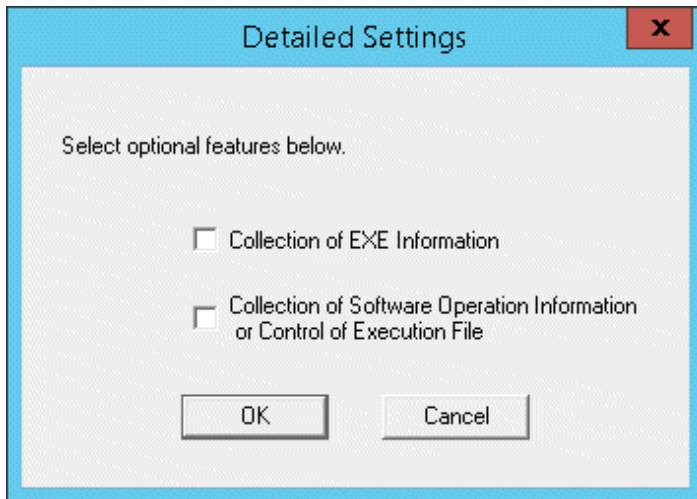 Detailed Settings
x
Select optional features below.
Collection of EXE Information
Collection of Software Operation Information
or Control of Execution File
OK
Cancel